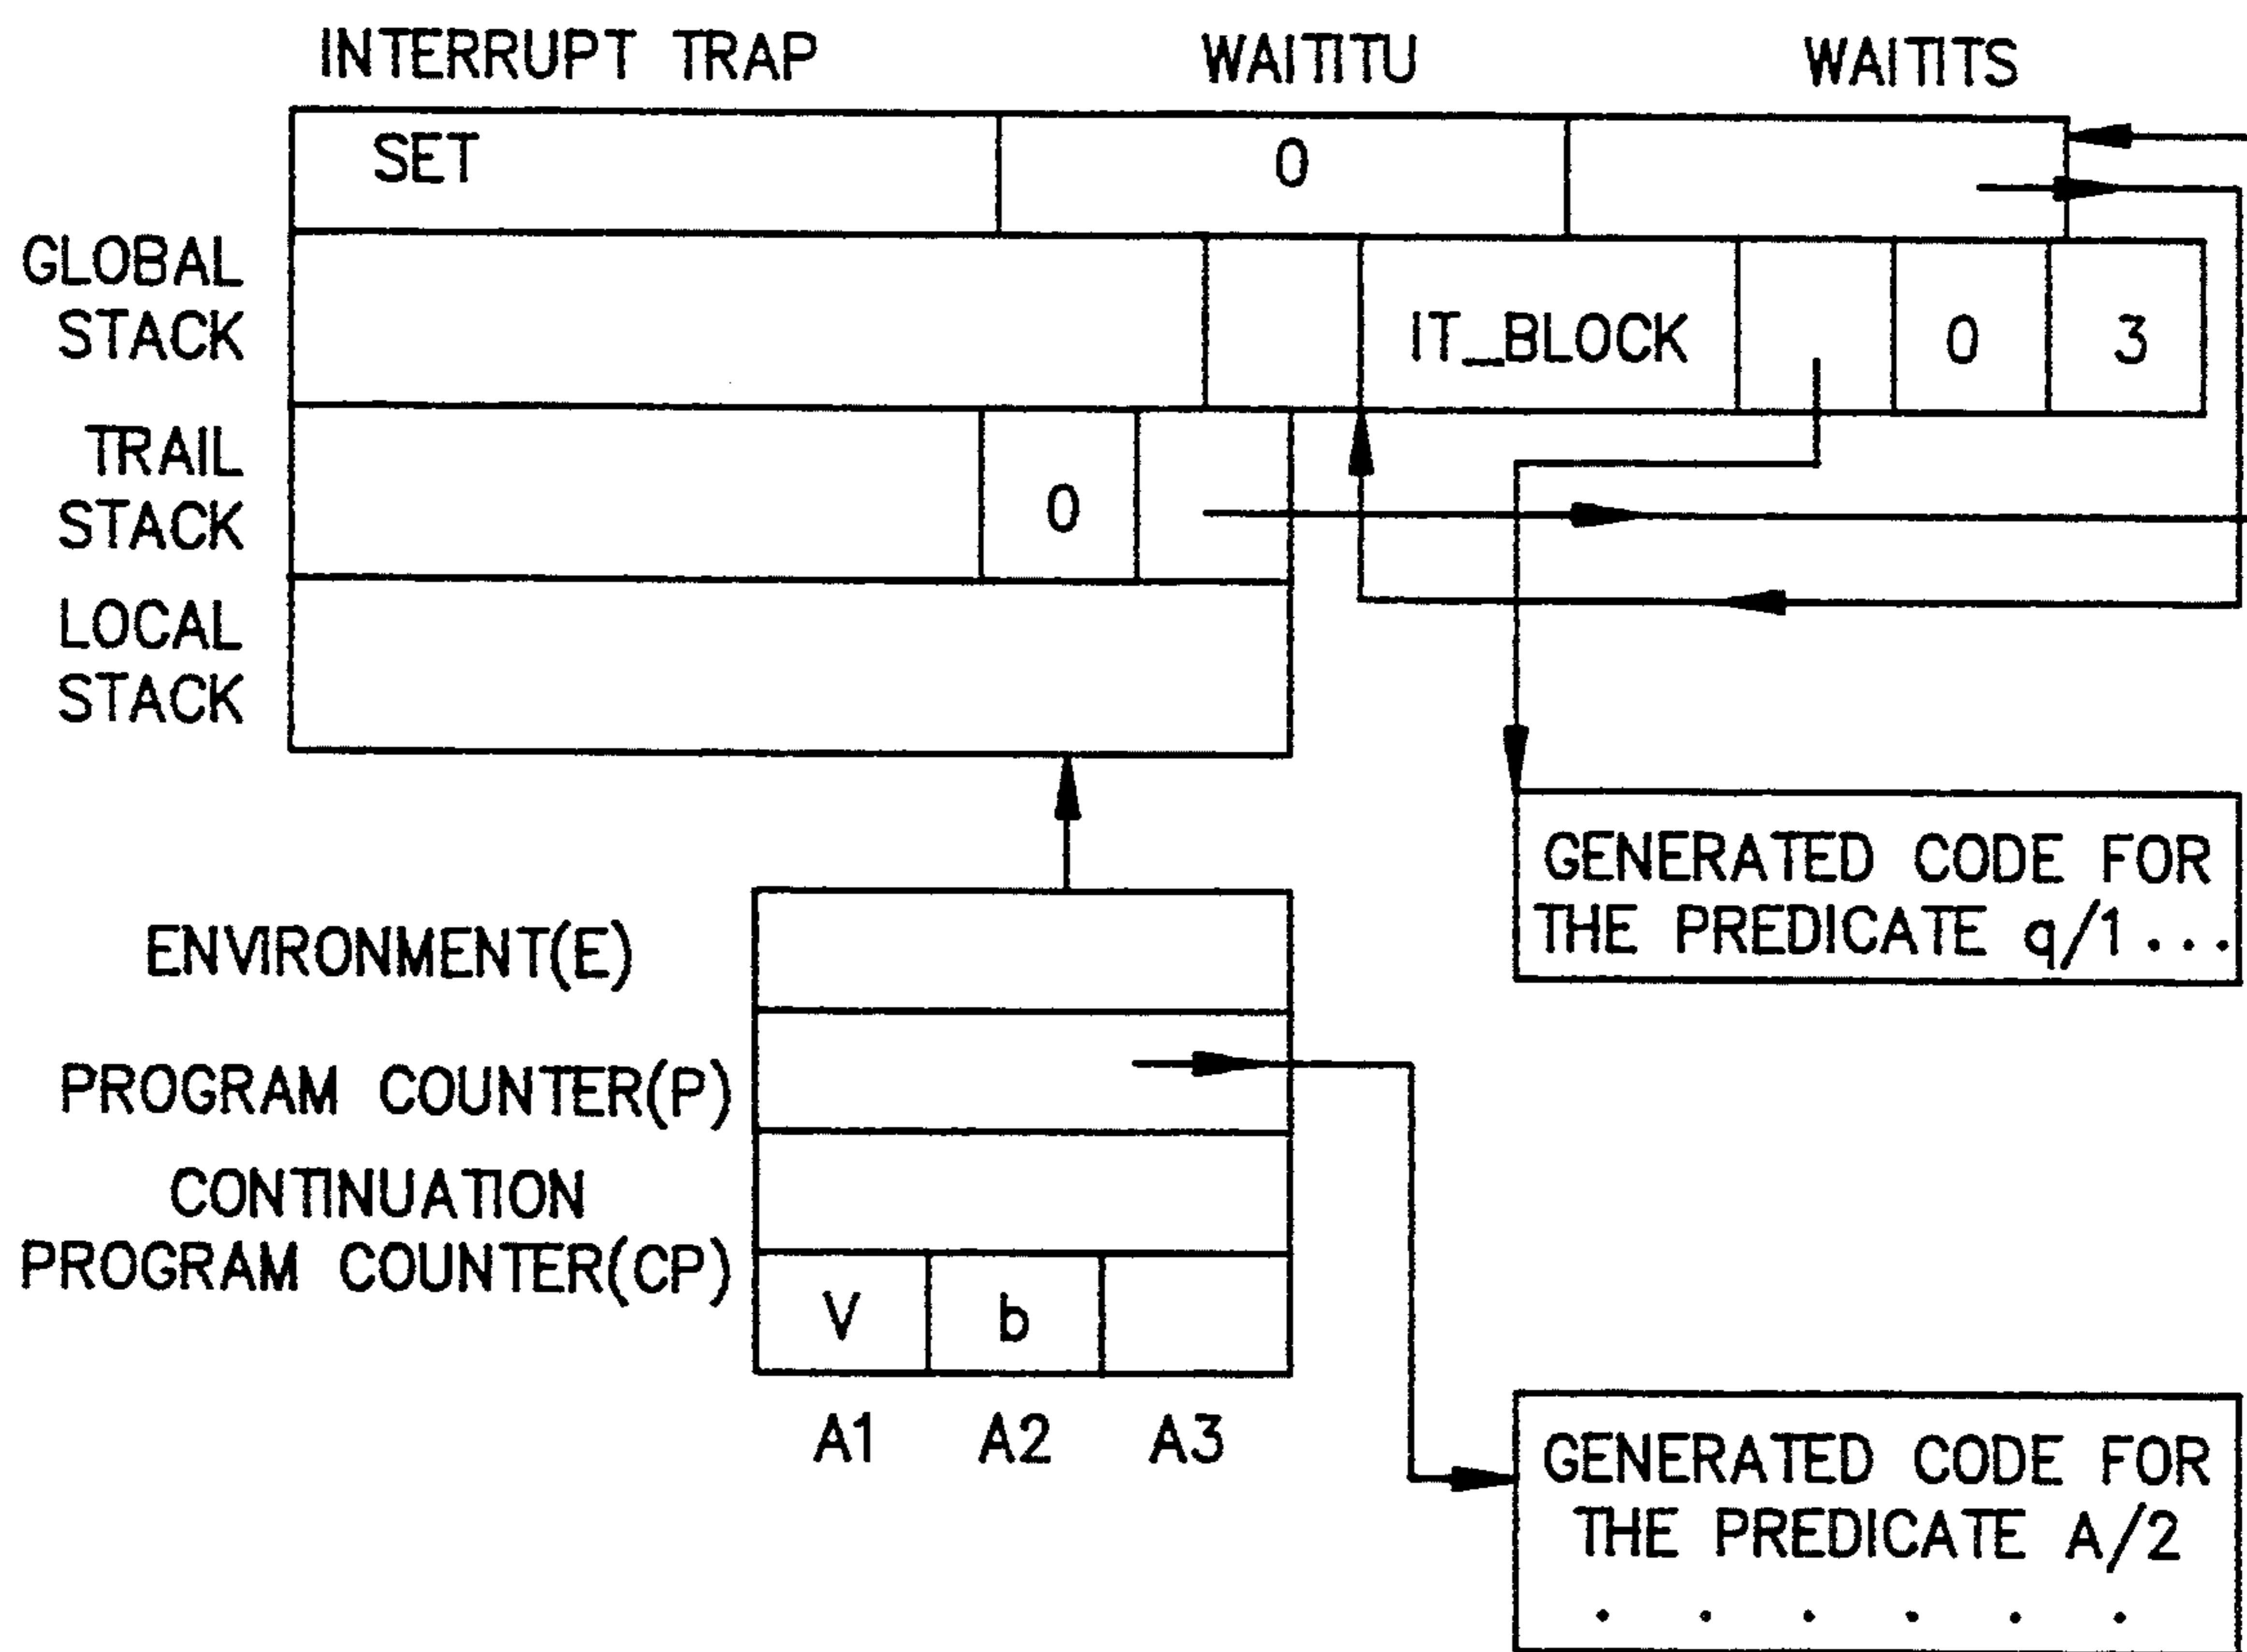 INTERRUPT TRAP WAITITU WAITITS
SET 0
GLOBAL
STACK
IT_BLOCK 0 3
TRAIL
STACK
0
LOCAL
STACK
GENERATED CODE FOR
THE PREDICATE q/1 . . .
ENVIRONMENT(E)
PROGRAM COUNTER(P)
CONTINUATION
PROGRAM COUNTER(CP)
V b
A1 A2 A3
GENERATED CODE FOR
THE PREDICATE A/2
. . . . . .